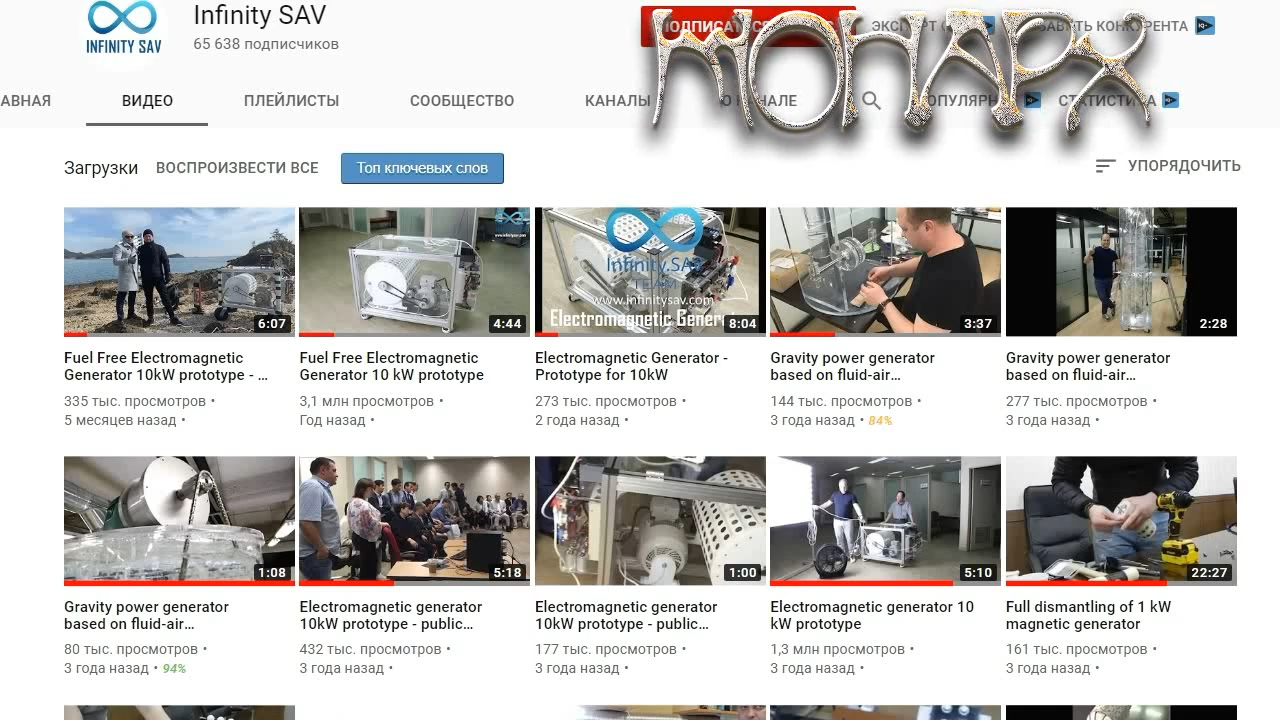 Infinity SAV
65 638 подписчиков
INFINITY SAV
МОНАРХ
АВНАЯ
ВИДЕО
ПЛЕЙЛИСТЫ
СООБЩЕСТВО
КАНАЛЫ
КОНКУРЕНТА
Загрузки
ВОСПРОИЗВЕСТИ ВСЕ
Топ ключевых слов
УПОРЯДОЧИТЬ
6:07
4:44
Infinity SAV
TEAM
www.infinitysav.com
Electromagnetic Gener
8:04
3:37
2:28
Fuel Free Electromagnetic
Generator 10kW prototype - ...
335 тыс. просмотров •
5 месяцев назад •
Fuel Free Electromagnetic
Generator 10 kW prototype
3,1 млн просмотров •
Год назад •
Electromagnetic Generator -
Prototype for 10kW
273 тыс. просмотров •
2 года назад •
Gravity power generator
based on fluid-air...
144 тыс. просмотров •
3 года назад • 84%
Gravity power generator
based on fluid-air...
277 тыс. просмотров •
3 года назад •
1:08
5:18
1:00
5:10
22:27
Gravity power generator
based on fluid-air...
80 тыс. просмотров •
3 года назад • 94%
Electromagnetic generator
10kW prototype - public...
432 тыс. просмотров •
3 года назад •
Electromagnetic generator
10kW prototype - public...
177 тыс. просмотров •
3 года назад •
Electromagnetic generator 10
kW prototype
1,3 млн просмотров •
3 года назад •
Full dismantling of 1 kW
magnetic generator
161 тыс. просмотров •
3 года назад •